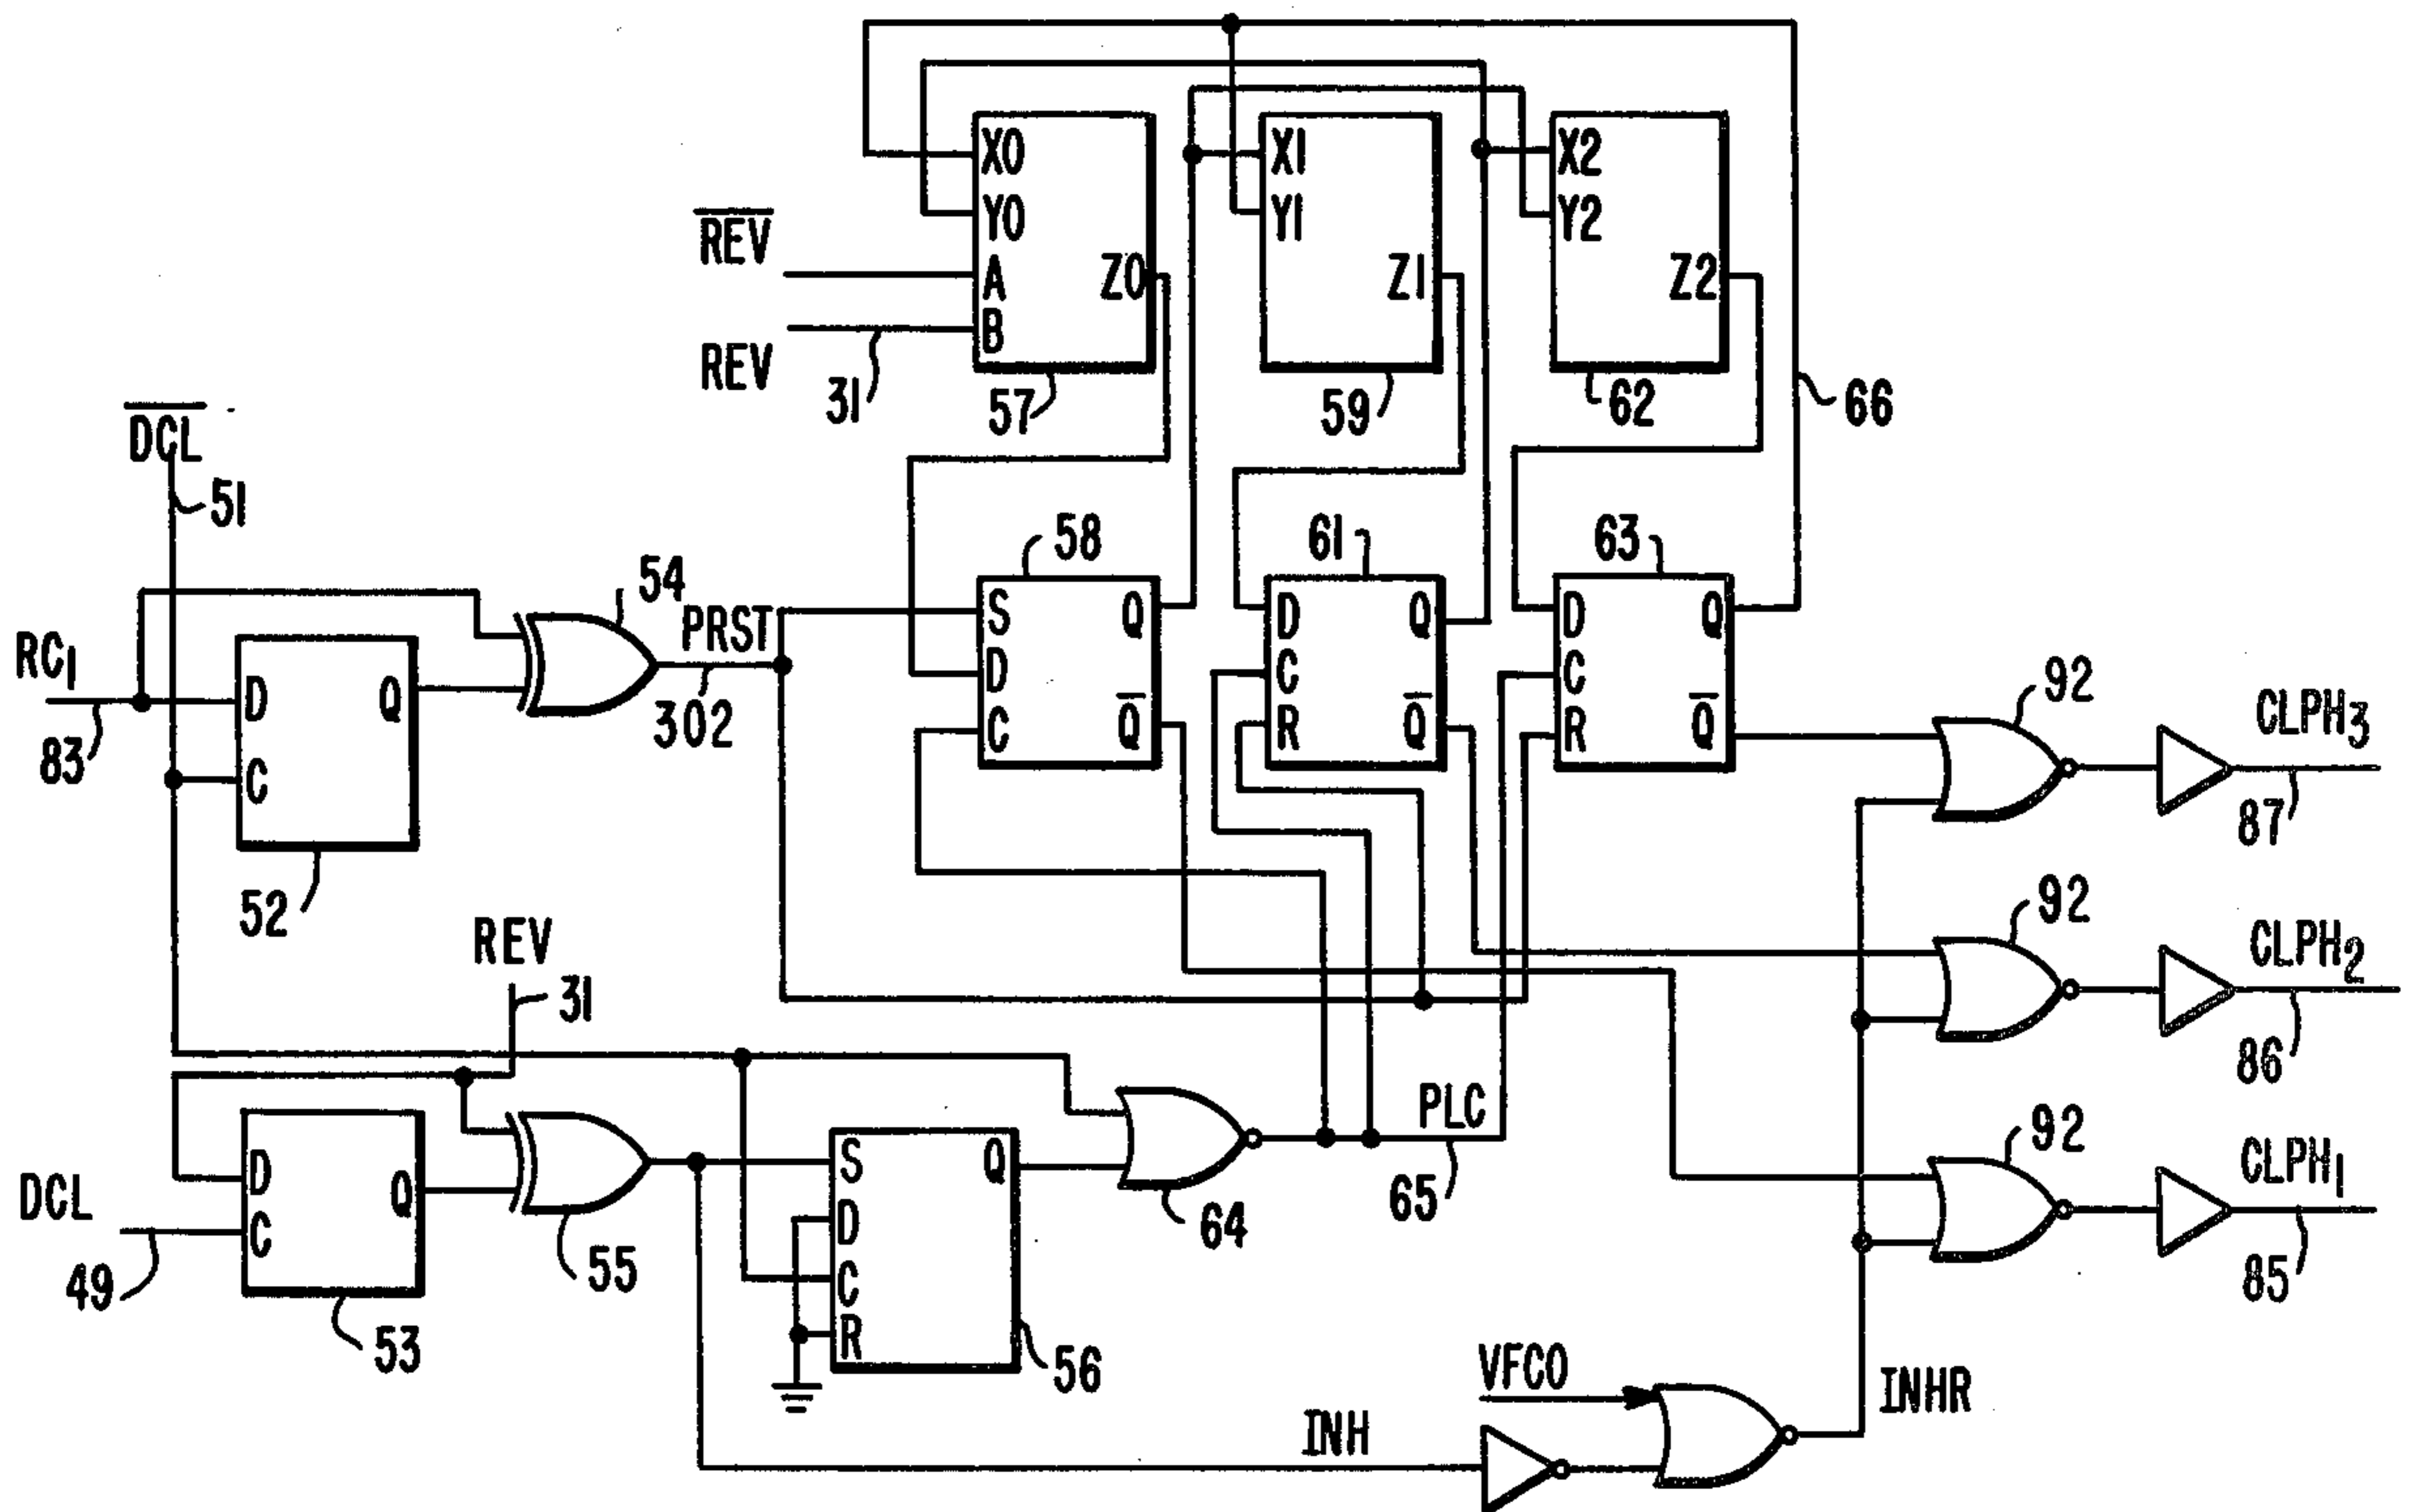 X0
Y0
A
B
Z0
X1
Y1
Z1
X2
Y2
Z2
R̅E̅V̅
REV
31
57
59
62
66
D̅C̅L̅
51
58
61
63
54
PRST
302
S
D
C
Q
Q̅
D
C
R
Q
Q̅
D
C
R
Q
Q̅
RC₁
83
D
C
Q
52
92
CLPH₃
87
92
CLPH₂
86
92
CLPH₁
85
REV
31
DCL
49
D
C
Q
53
55
S
D
C
R
Q
56
64
PLC
65
VFCO
INH
INHR